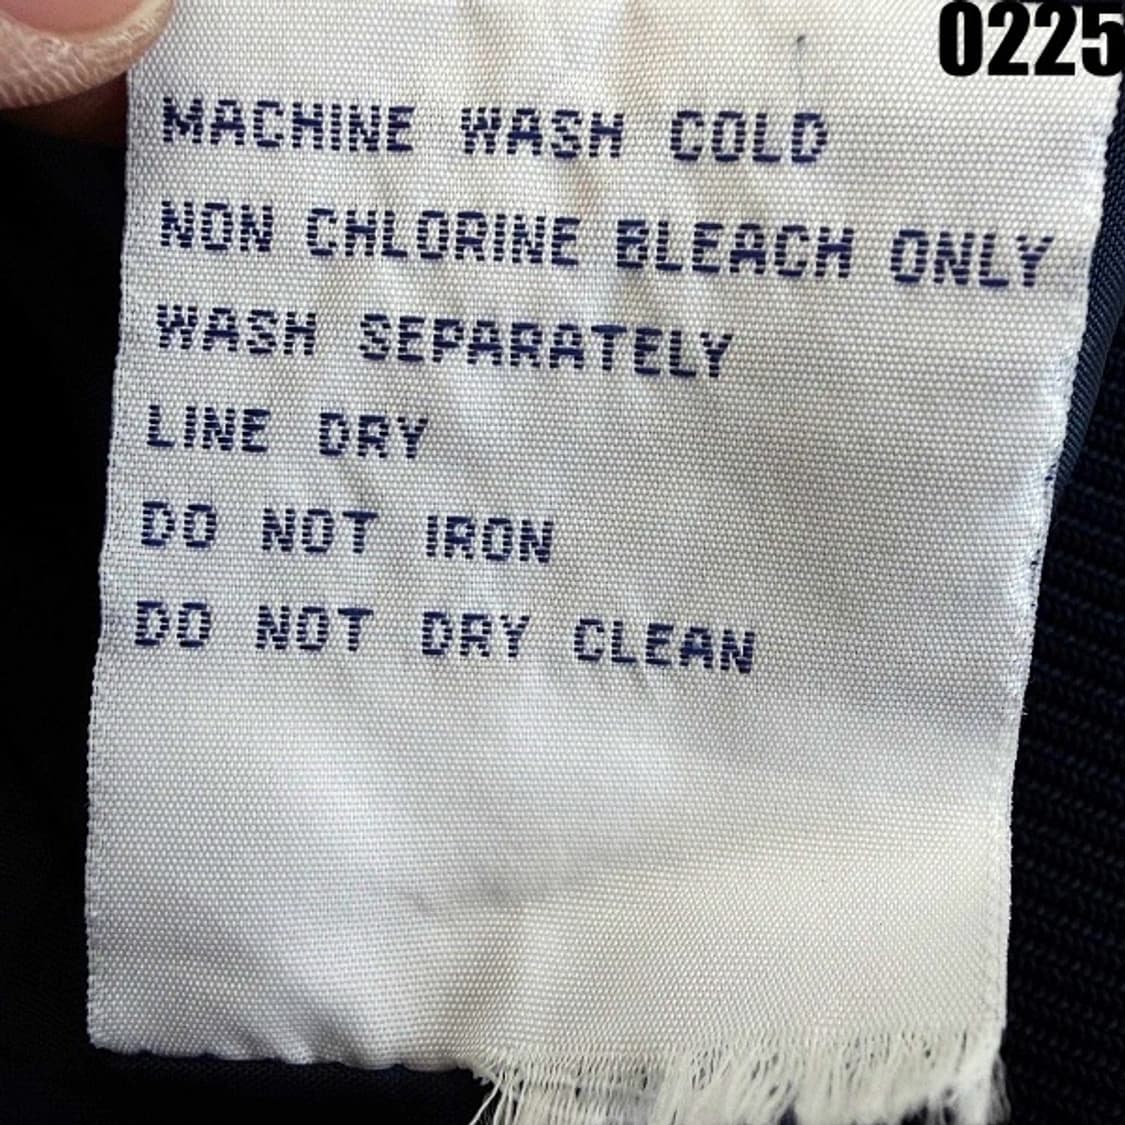 0225
MACHINE WASH COLD
NON CHLORINE BLEACH ONLY
WASH SEPARATELY
LINE DRY
DO NOT IRON
DO NOT DRY CLEAN